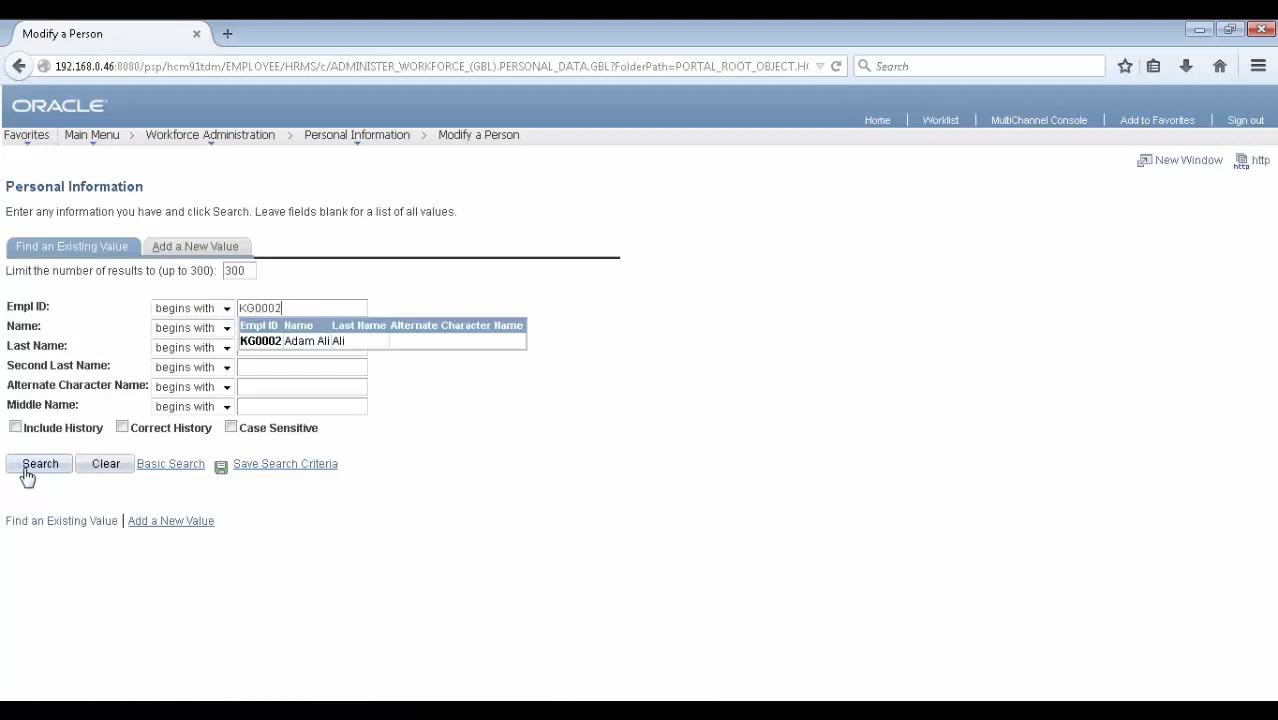 Modify a Person
192.168.0.46:8080/psp/hcm91tdm/EMPLOYEE/HRMS/c/ADMINISTER_WORKFORCE_(GBL).PERSONAL_DATA.GBL?FolderPath=PORTAL_ROOT_OBJECT.H
Search
ORACLE
Home Worklist MultiChannel Console Add to Favorites Sign out
Favorites Main Menu > Workforce Administration > Personal Information > Modify a Person
New Window http
Personal Information
Enter any information you have and click Search. Leave fields blank for a list of all values.
Find an Existing Value Add a New Value
Limit the number of results to (up to 300): 300
Empl ID: begins with KG0002
Name: begins with Empl ID Name Last Name Alternate Character Name
KG0002 Adam Ali Ali
Last Name: begins with
Second Last Name: begins with
Alternate Character Name: begins with
Middle Name: begins with
Include History Correct History Case Sensitive
Search Clear Basic Search Save Search Criteria
Find an Existing Value | Add a New Value